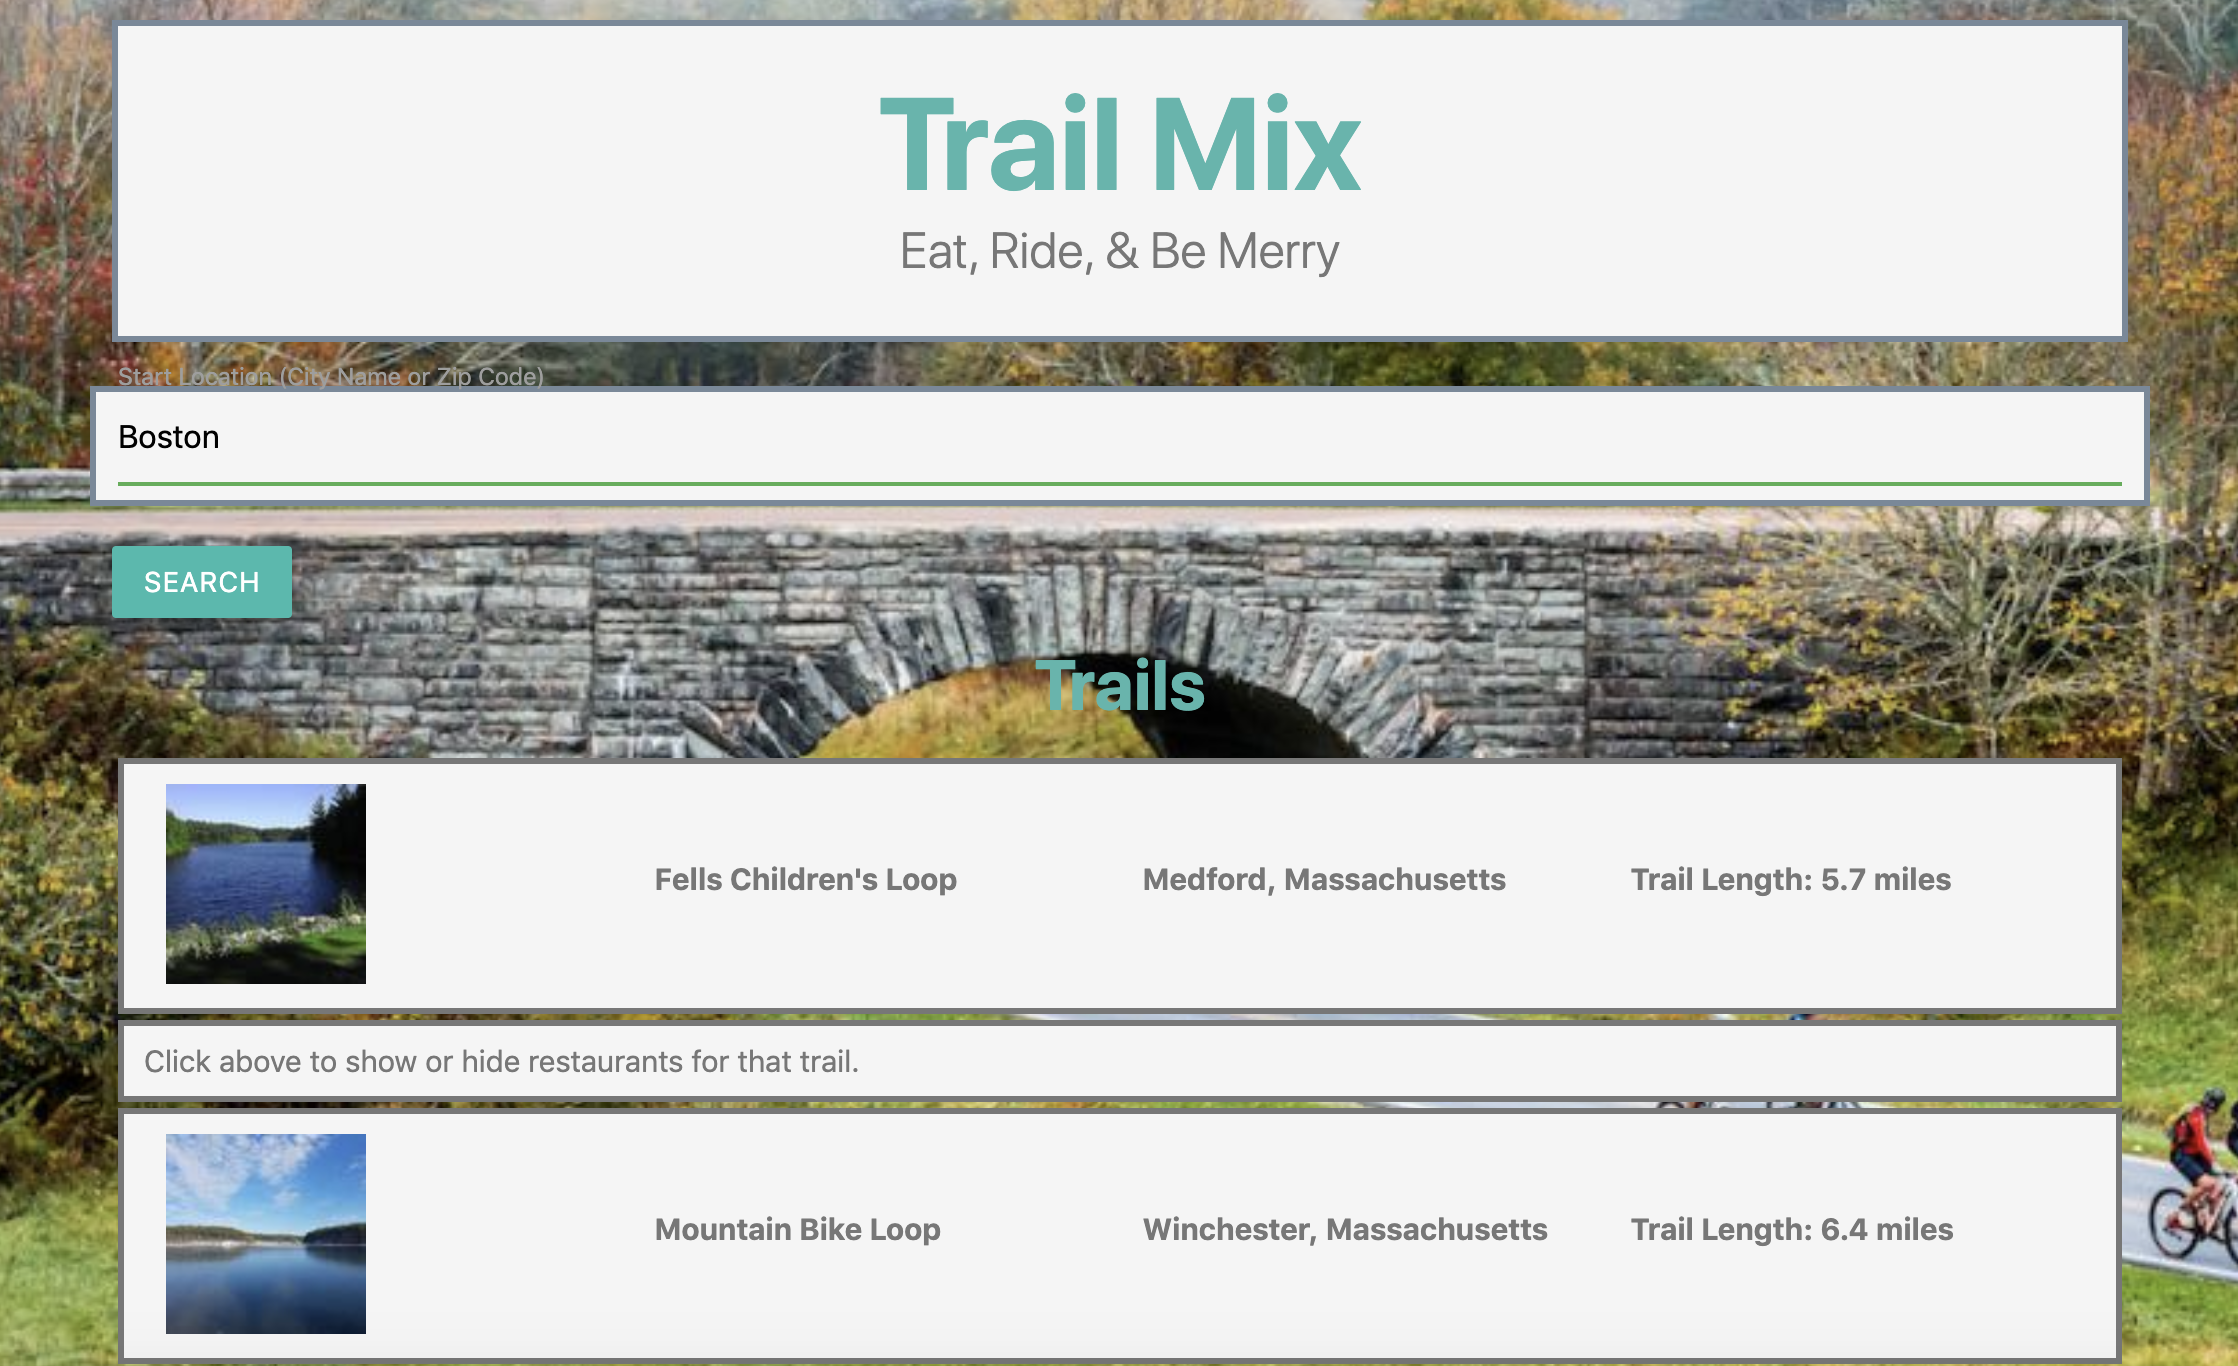 Trail Mix
Eat, Ride, & Be Merry
Start Location (City Name or Zip Code)
Boston
SEARCH
Trails
Fells Children's Loop
Medford, Massachusetts
Trail Length: 5.7 miles
Click above to show or hide restaurants for that trail.
Mountain Bike Loop
Winchester, Massachusetts
Trail Length: 6.4 miles